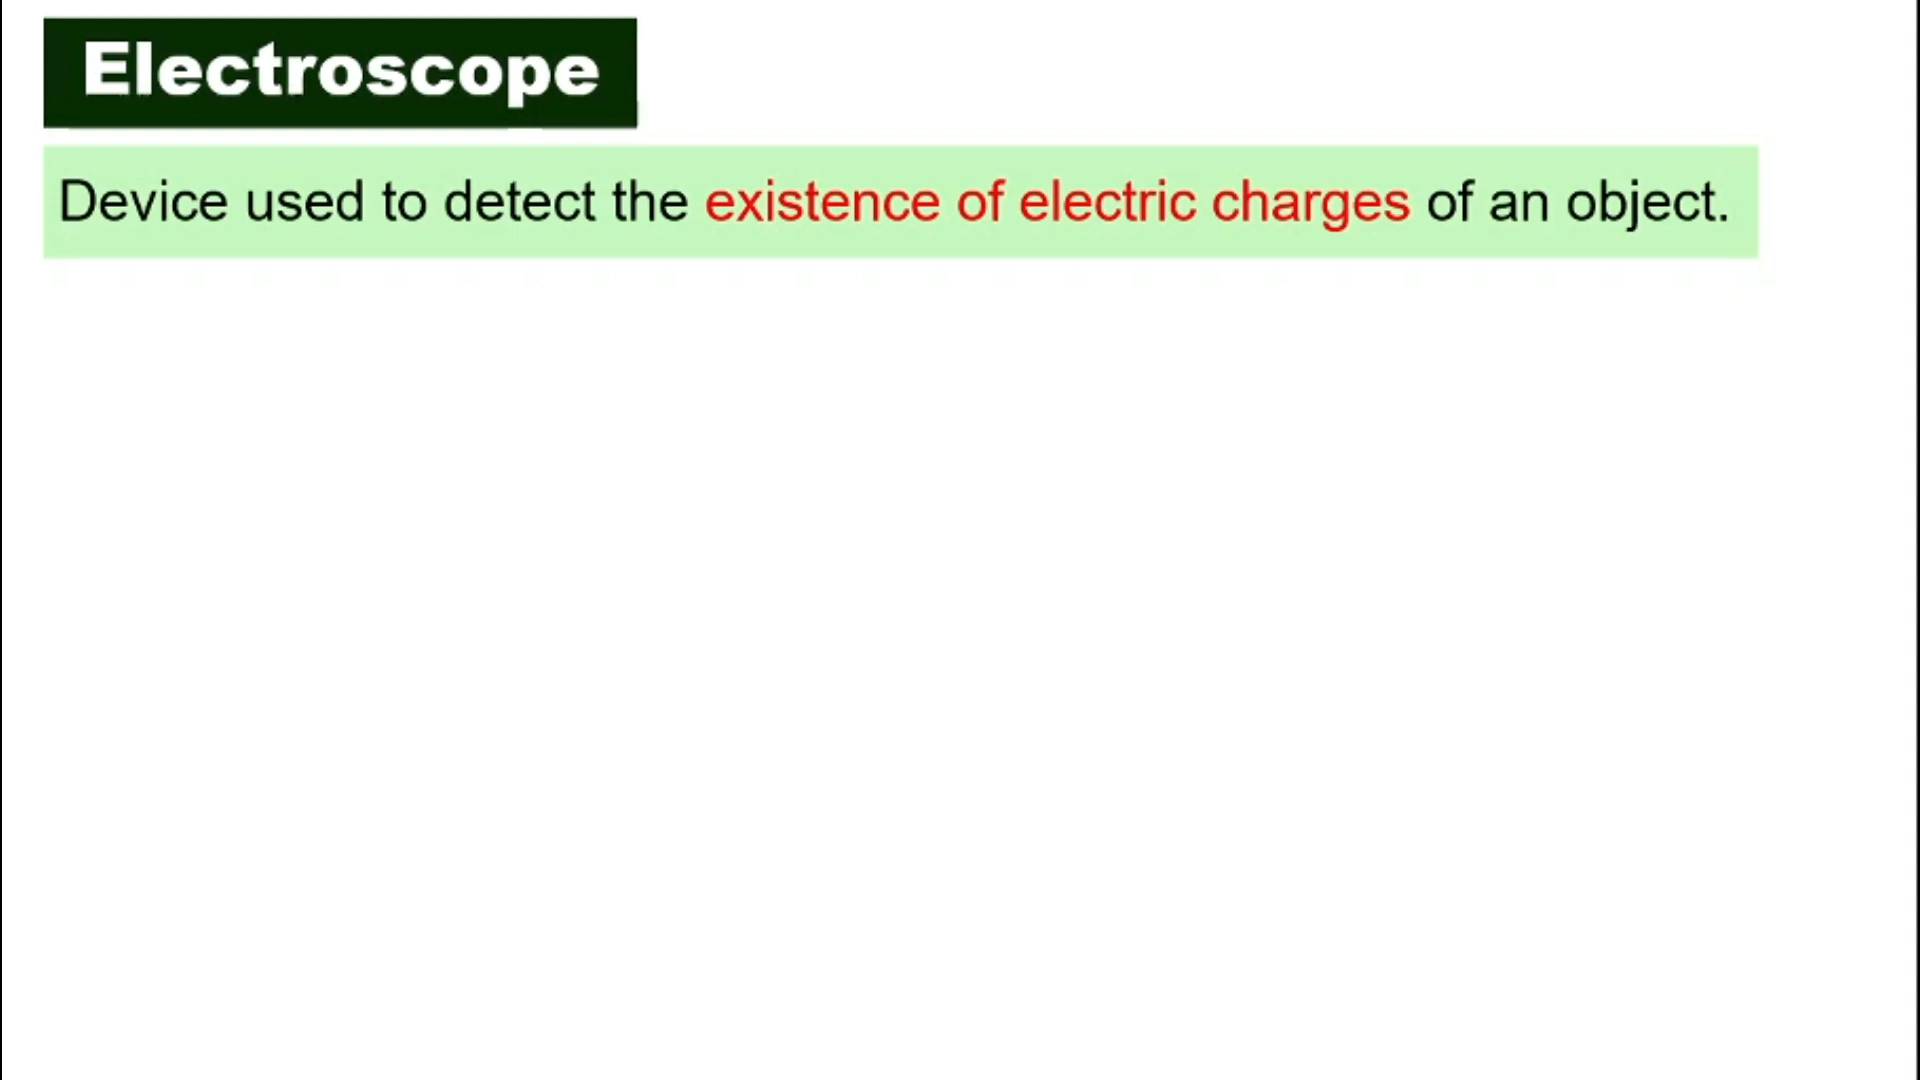 Electroscope
Device used to detect the existence of electric charges of an object.